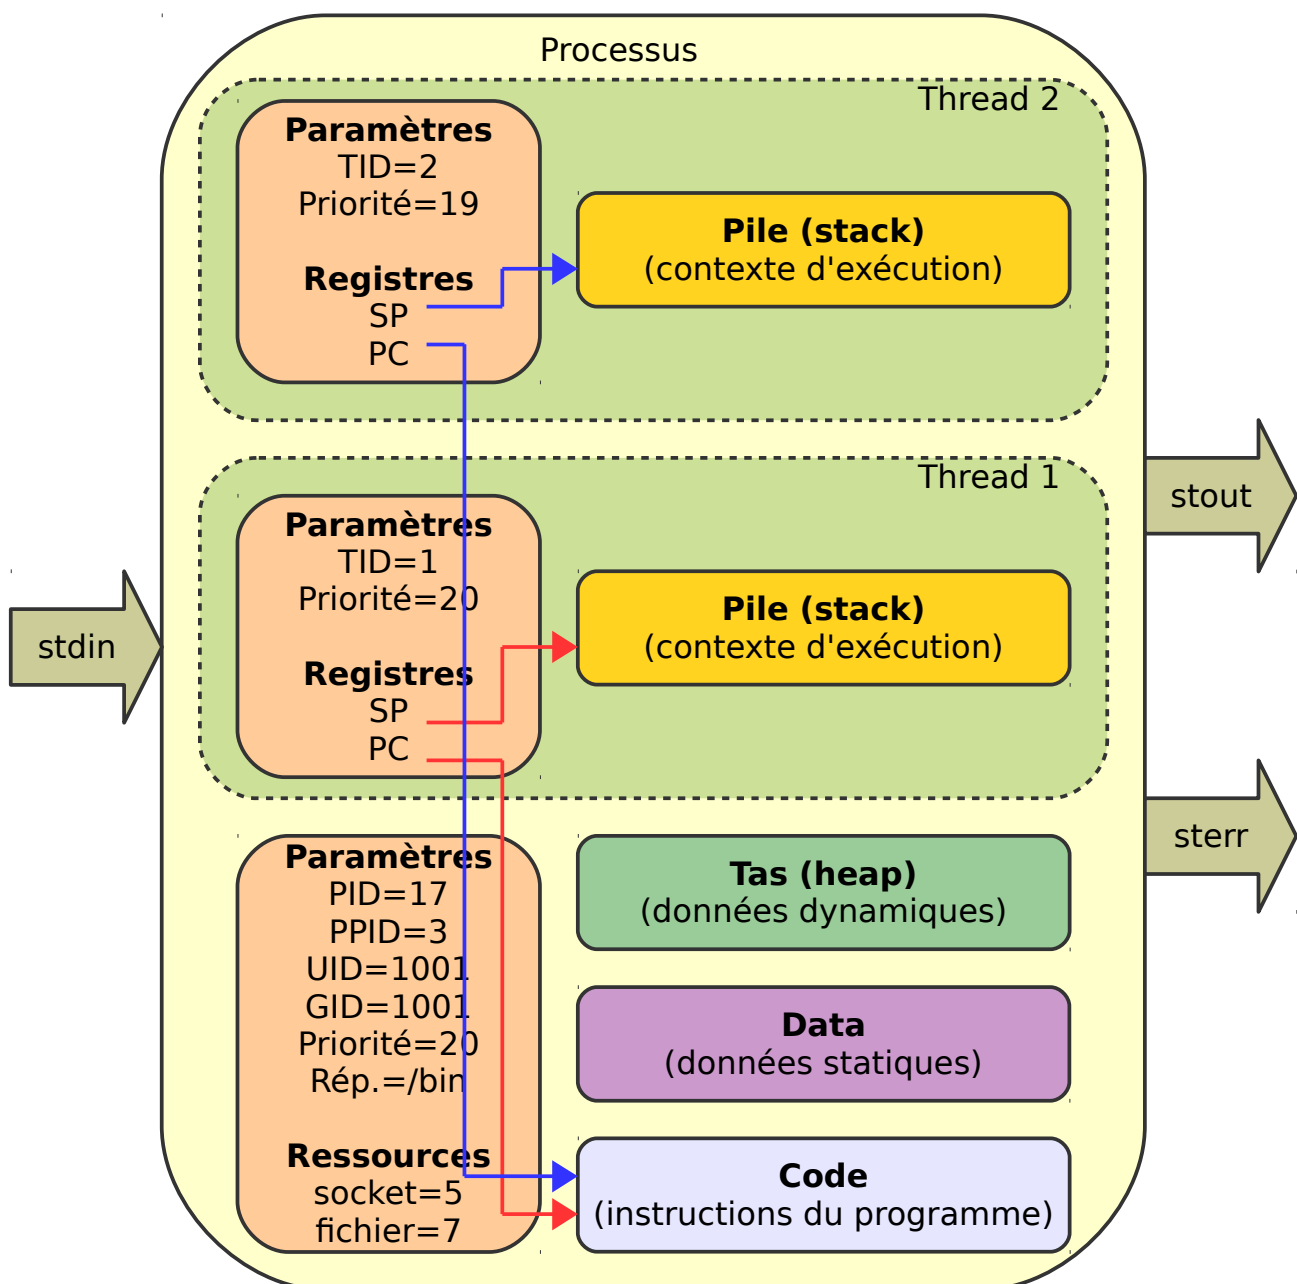 Processus
Thread 2
Paramètres
TID=2
Priorité=19
Registres
SP
PC
Pile (stack)
(contexte d'exécution)
Thread 1
Paramètres
TID=1
Priorité=20
Registres
SP
PC
Pile (stack)
(contexte d'exécution)
stdin
stout
sterr
Paramètres
PID=17
PPID=3
UID=1001
GID=1001
Priorité=20
Rép.=/bin
Ressources
socket=5
fichier=7
Tas (heap)
(données dynamiques)
Data
(données statiques)
Code
(instructions du programme)